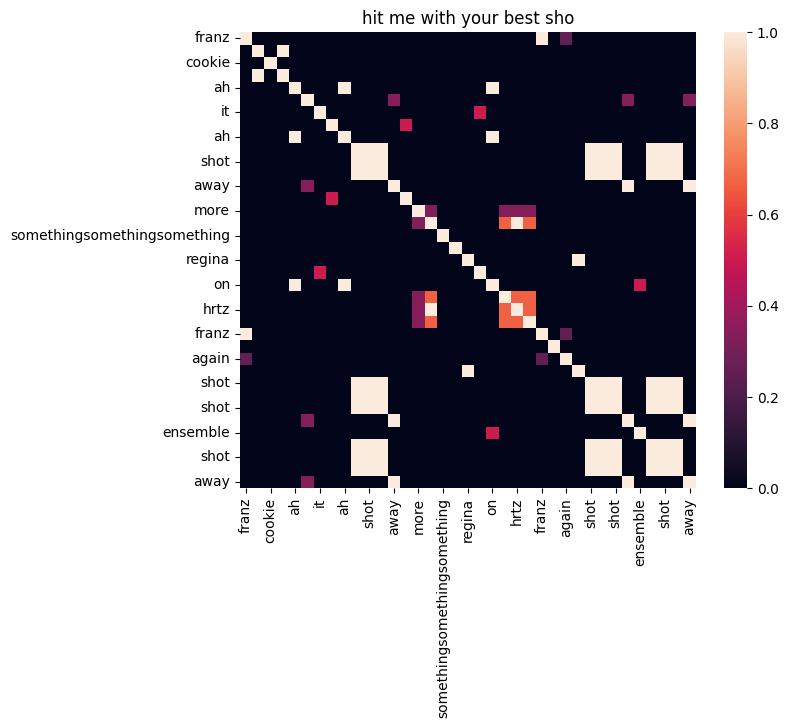 hit me with your best sho
franz
cookie
ah
it
ah
shot
away
more
somethingsomethingsomething
regina
on
hrtz
franz
again
shot
shot
ensemble
shot
away
1.0
0.8
0.6
0.4
0.2
0.0
franz
cookie
ah
it
ah
shot
away
more
somethingsomethingsomething
regina
on
hrtz
franz
again
shot
shot
ensemble
shot
away